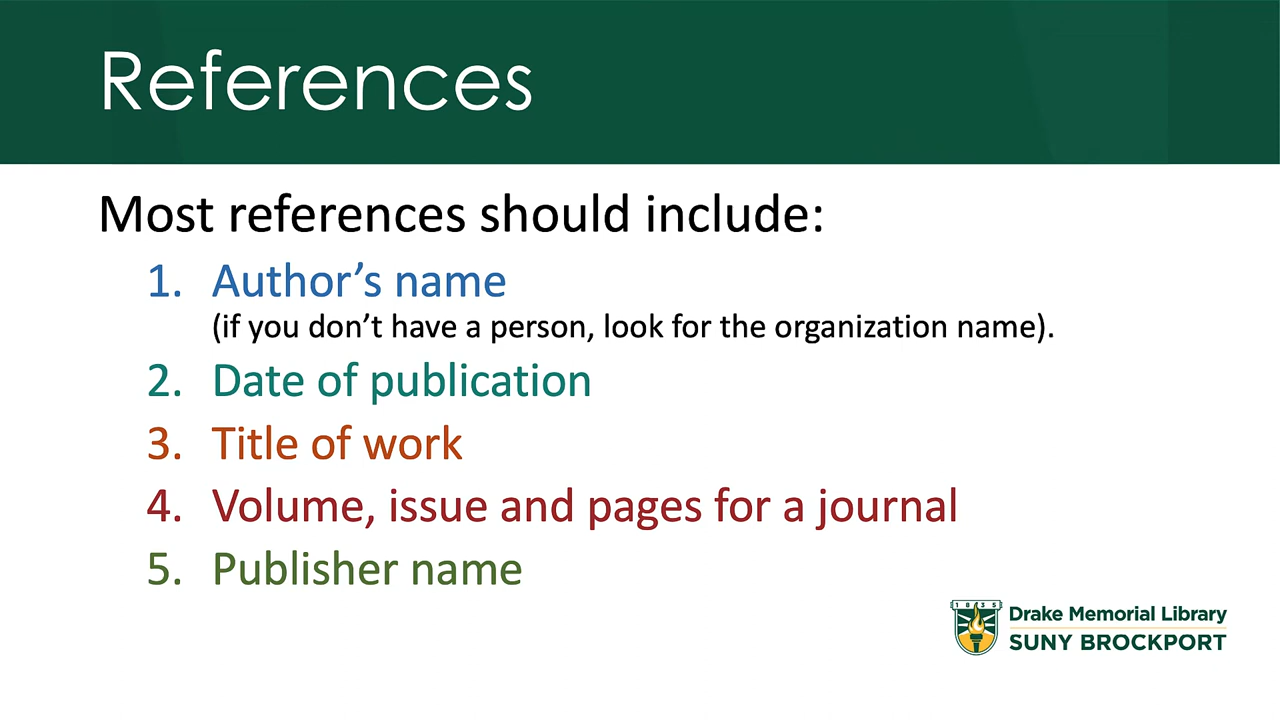 References
Most references should include:
1. Author’s name
(if you don’t have a person, look for the organization name).
2. Date of publication
3. Title of work
4. Volume, issue and pages for a journal
5. Publisher name
1835
Drake Memorial Library
SUNY BROCKPORT